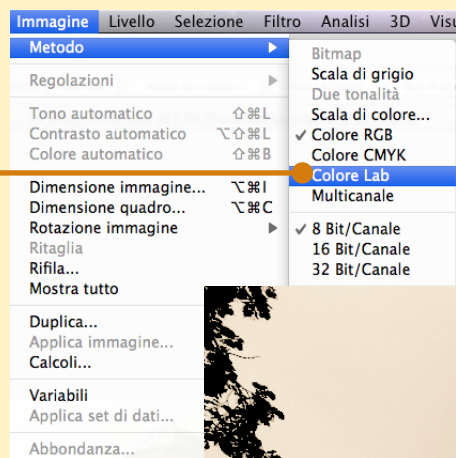 Immagine Livello Selezione Filtro Analisi 3D
Metodo
Regolazioni
Tono automatico ⇧⌘L
Contrasto automatico ⌥⇧⌘L
Colore automatico ⇧⌘B
Dimensione immagine... ⌥⌘I
Dimensione quadro... ⌥⌘C
Rotazione immagine
Ritaglia
Rifila...
Mostra tutto
Duplica...
Applica immagine...
Calcoli...
Variabili
Applica set di dati...
Abbondanza...
Bitmap
Scala di grigio
Due tonalità
Scala di colore...
✓ Colore RGB
Colore CMYK
Colore Lab
Multicanale
✓ 8 Bit/Canale
16 Bit/Canale
32 Bit/Canale